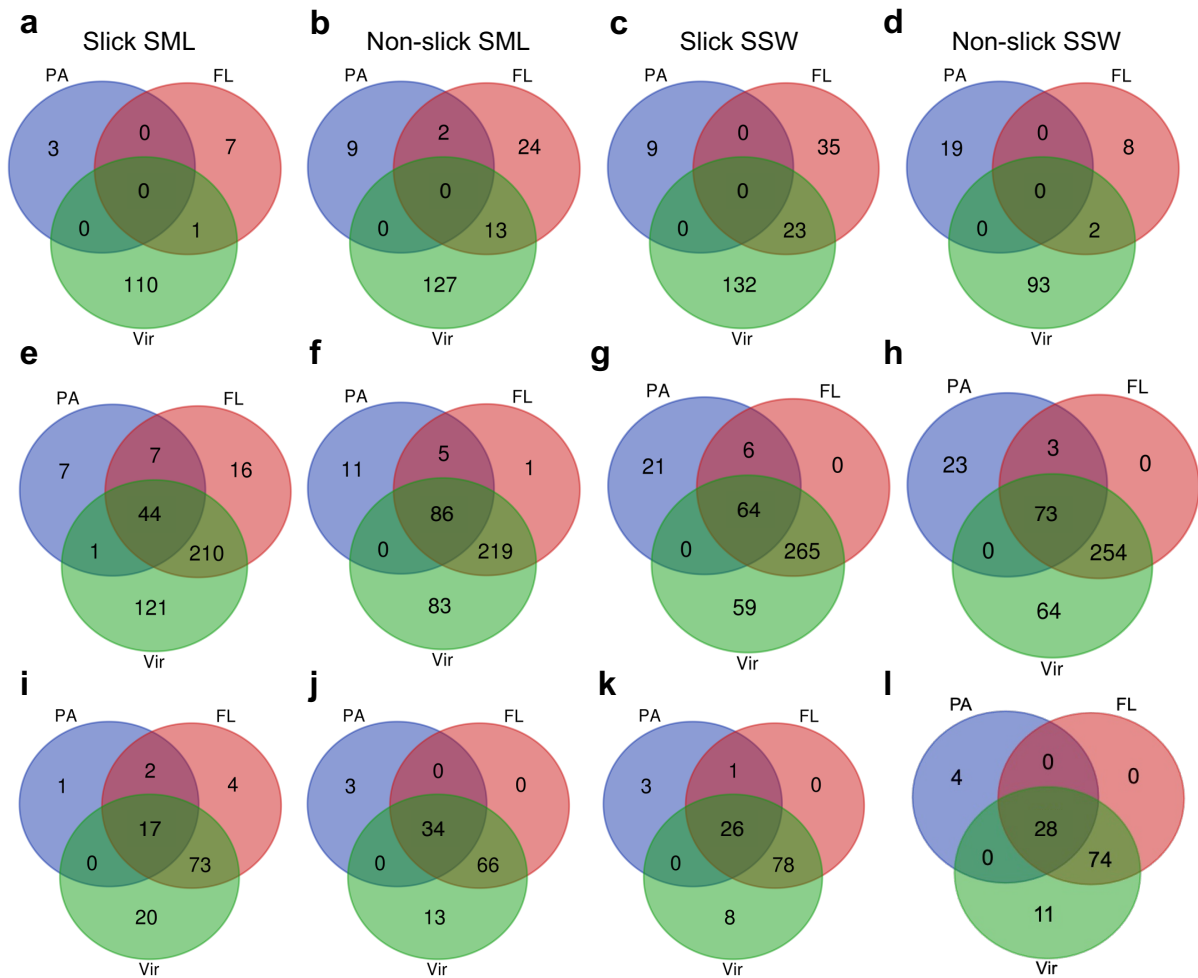 a b c d
Slick SML Non-slick SML Slick SSW Non-slick SSW
PA FL PA FL PA FL PA FL
3 0 7 9 2 24 9 0 35 19 0 8
0 0 0 0
0 1 0 13 0 23 0 2
110 127 132 93
Vir Vir Vir Vir
e f g h
PA FL PA FL PA FL PA FL
7 7 16 11 5 1 21 6 0 23 3 0
44 86 64 73
1 210 0 219 0 265 0 254
121 83 59 64
Vir Vir Vir Vir
i j k l
PA FL PA FL PA FL PA FL
1 2 4 3 0 0 3 1 0 4 0 0
17 34 26 28
0 73 0 66 0 78 0 74
20 13 8 11
Vir Vir Vir Vir